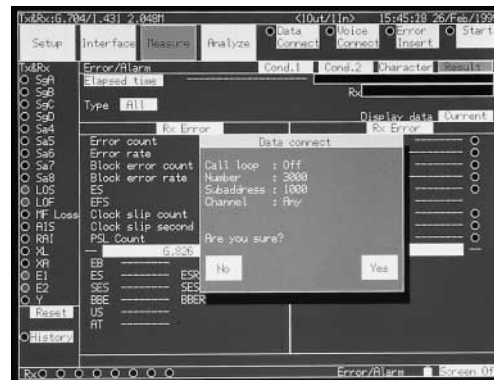 Tx&Rx:G.704/I.431 2.048M <1Out/1In> 15:45:28 26/Feb/199
Setup Interface Measure Analyze Data Connect Voice Connect Error Insert Start
Tx&Rx Error/Alarm Cond.1 Cond.2 Character Result
SgA Elapsed time
SgB Rx
SgC Type All
SgD Display data Current
Sa4 Rx Error Rx Error
Sa5 Error count
Sa6 Error rate
Sa7 Block error count
Sa8 Block error rate
LOS ES
LOF EFS
MF Loss Clock slip count
AIS Clock slip second
RAI PSL Count
XL G.826
XA EB
E1 ES ESR
E2 SES SES
Y BBE BBER
Reset US
AT
History
Data connect
Call loop : Off
Number : 3000
Subaddress : 1000
Channel : Any
Are you sure?
No Yes
Rx Error/Alarm Screen Of